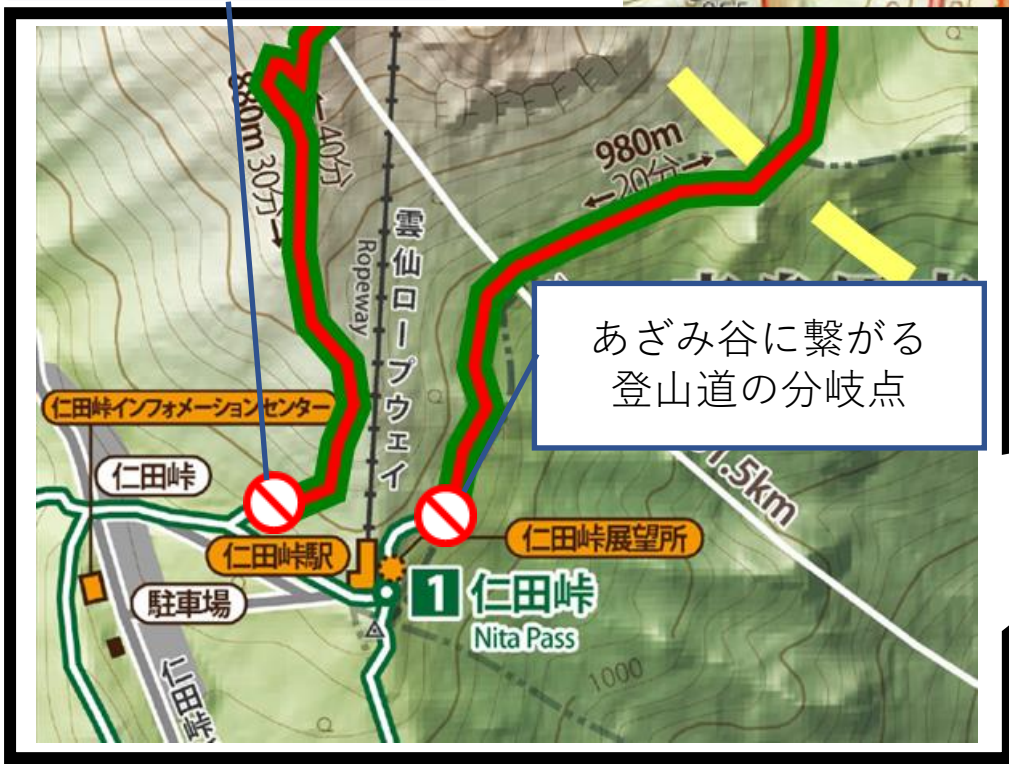 880m 30分→
←40分
980m
←20分→
雲仙ロープウェイ
Ropeway
あざみ谷に繋がる
登山道の分岐点
1.5km
仁田峠インフォメーションセンター
仁田峠
仁田峠駅
仁田峠展望所
駐車場
1 仁田峠
Nita Pass
1000
仁田峠